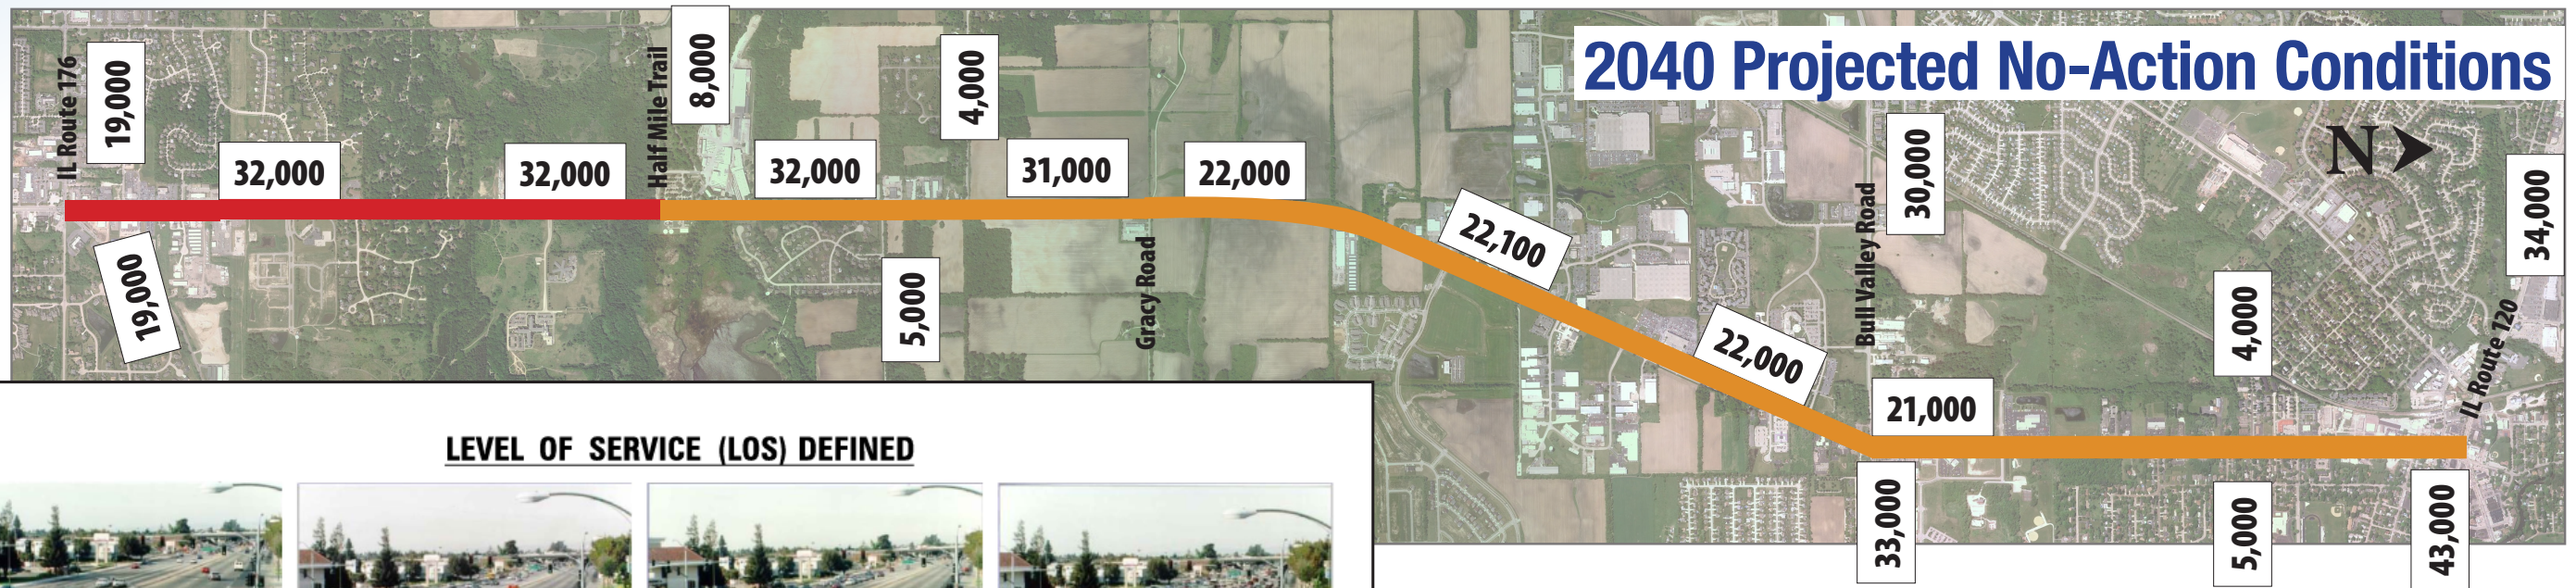 2040 Projected No-Action Conditions
IL Route 176
19,000
32,000
32,000
Half Mile Trail
8,000
32,000
4,000
31,000
22,000
22,100
22,000
Bull Valley Road
30,000
21,000
N
34,000
4,000
IL Route 120
19,000
5,000
Gracy Road
33,000
5,000
43,000
LEVEL OF SERVICE (LOS) DEFINED